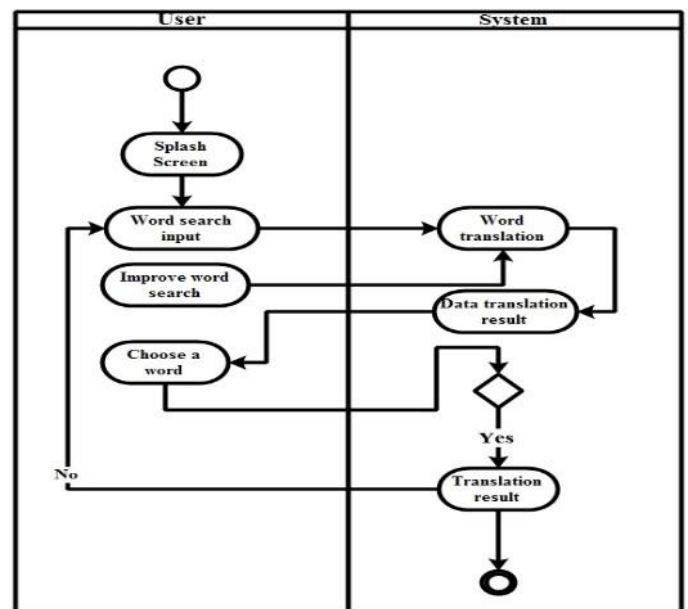 User
System
Splash
Screen
Word search
input
Word
translation
Improve word
search
Data translation
result
Choose a
word
Yes
No
Translation
result